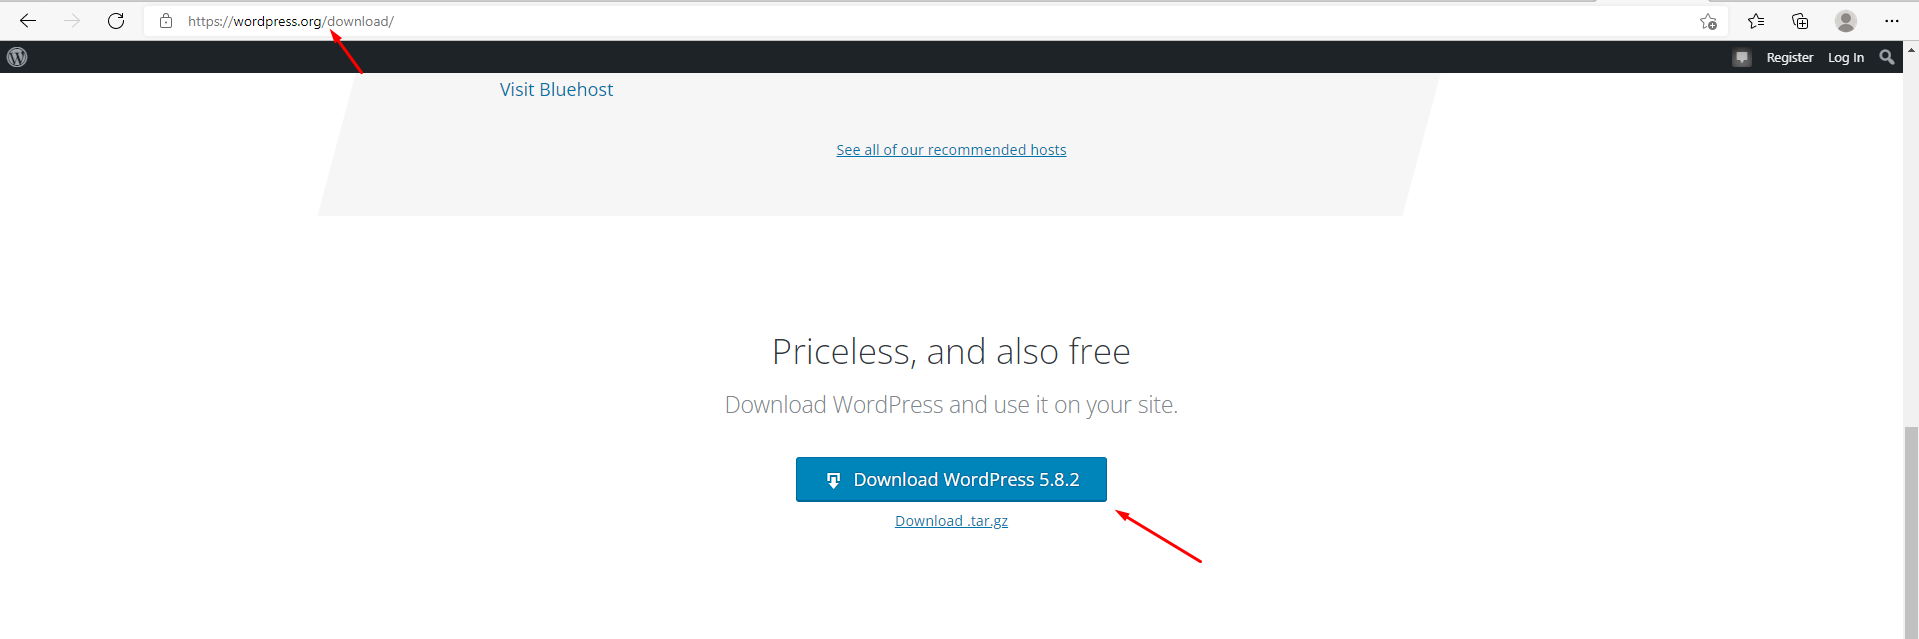 https://wordpress.org/download/
Register Log In
Visit Bluehost
See all of our recommended hosts
Priceless, and also free
Download WordPress and use it on your site.
Download WordPress 5.8.2
Download .tar.gz